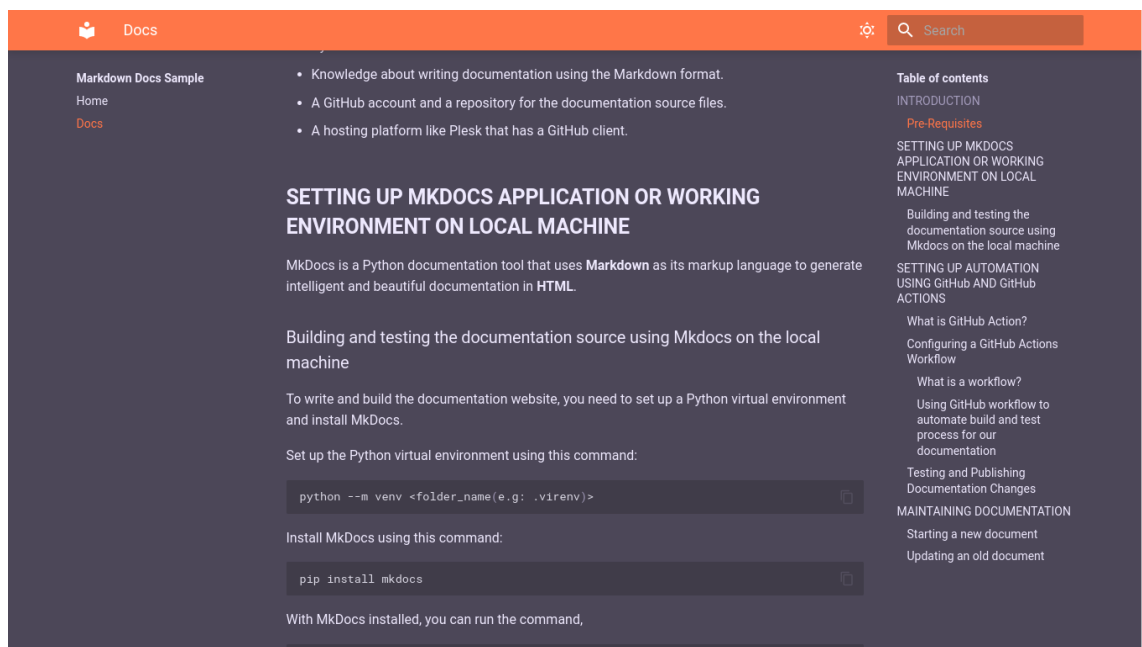 Docs
Search
Markdown Docs Sample
Home
Docs
• Knowledge about writing documentation using the Markdown format.
• A GitHub account and a repository for the documentation source files.
• A hosting platform like Plesk that has a GitHub client.
SETTING UP MKDOCS APPLICATION OR WORKING
ENVIRONMENT ON LOCAL MACHINE
MkDocs is a Python documentation tool that uses Markdown as its markup language to generate
intelligent and beautiful documentation in HTML.
Building and testing the documentation source using Mkdocs on the local
machine
To write and build the documentation website, you need to set up a Python virtual environment
and install MkDocs.
Set up the Python virtual environment using this command:
python --m venv <folder_name(e.g: .virenv)>
Install MkDocs using this command:
pip install mkdocs
With MkDocs installed, you can run the command,
Table of contents
INTRODUCTION
Pre-Requisites
SETTING UP MKDOCS
APPLICATION OR WORKING
ENVIRONMENT ON LOCAL
MACHINE
Building and testing the
documentation source using
Mkdocs on the local machine
SETTING UP AUTOMATION
USING GitHub AND GitHub
ACTIONS
What is GitHub Action?
Configuring a GitHub Actions
Workflow
What is a workflow?
Using GitHub workflow to
automate build and test
process for our
documentation
Testing and Publishing
Documentation Changes
MAINTAINING DOCUMENTATION
Starting a new document
Updating an old document